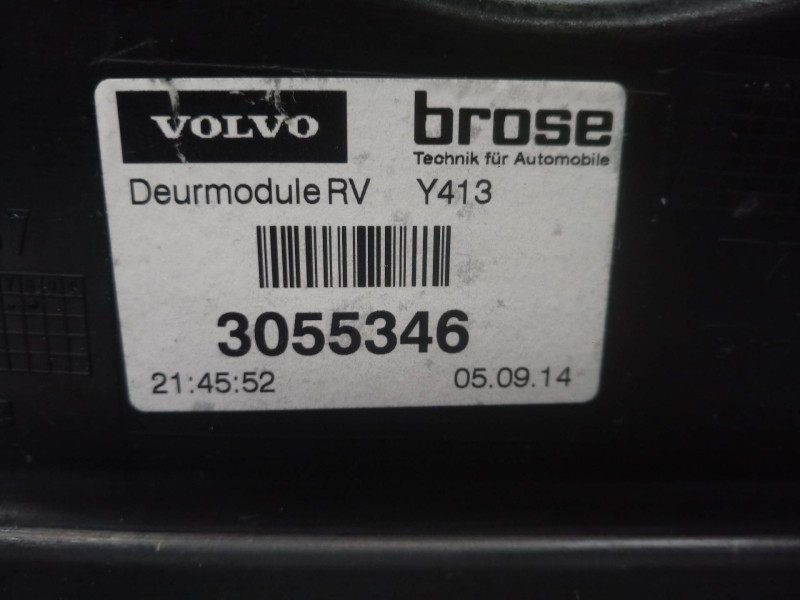 VOLVO
brose
Technik für Automobile
Deurmodule RV Y413
3055346
21:45:52 05.09.14